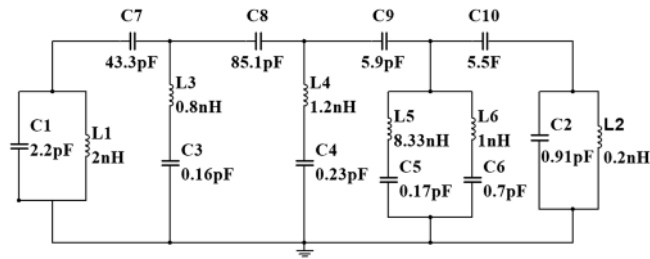 C7 C8 C9 C10
43.3pF 85.1pF 5.9pF 5.5F
L3 L4
0.8nH 1.2nH
C1 L1 L5 L6 C2 L2
2.2pF 2nH 8.33nH 1nH 0.91pF 0.2nH
C3 C4 C5 C6
0.16pF 0.23pF 0.17pF 0.7pF